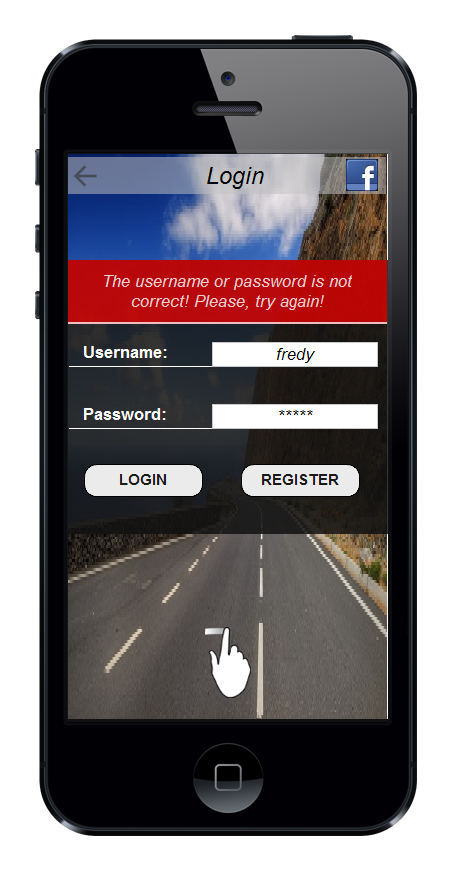 Login
f
The username or password is not
correct! Please, try again!
Username: fredy
Password: *****
LOGIN REGISTER